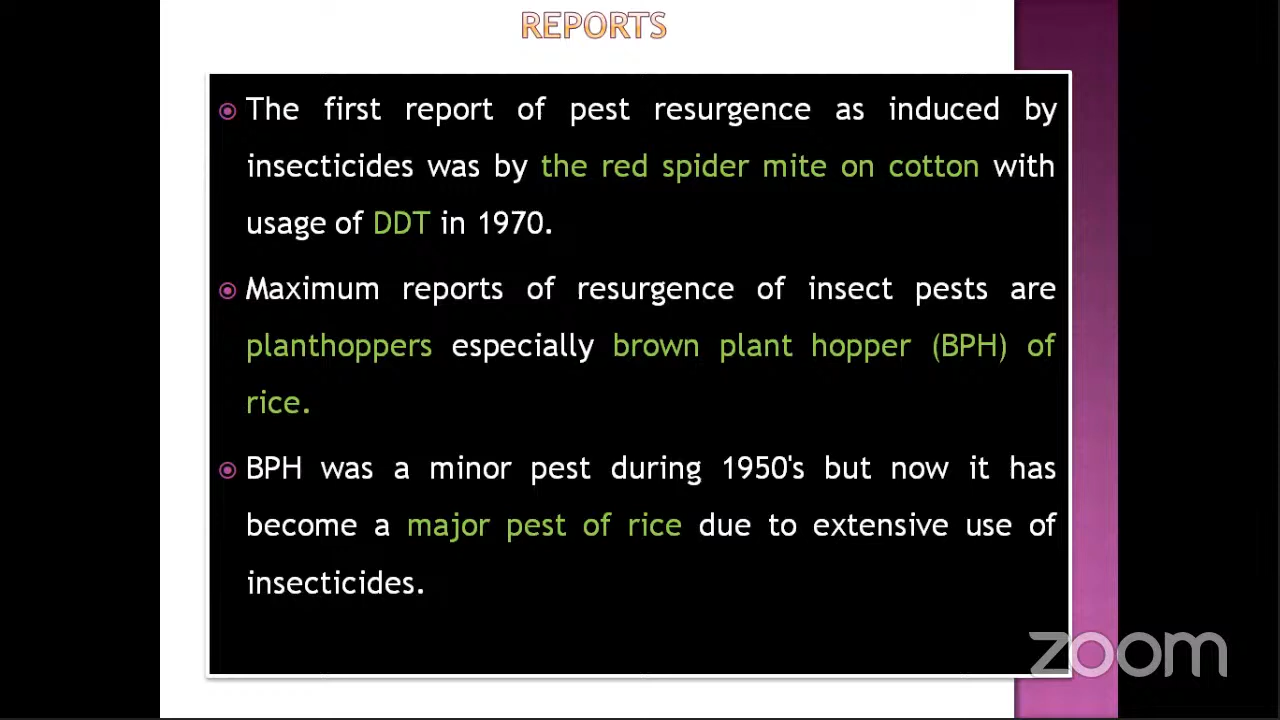 REPORTS
The first report of pest resurgence as induced by
insecticides was by the red spider mite on cotton with
usage of DDT in 1970.
Maximum reports of resurgence of insect pests are
planthoppers especially brown plant hopper (BPH) of
rice.
BPH was a minor pest during 1950's but now it has
become a major pest of rice due to extensive use of
insecticides.
zoom